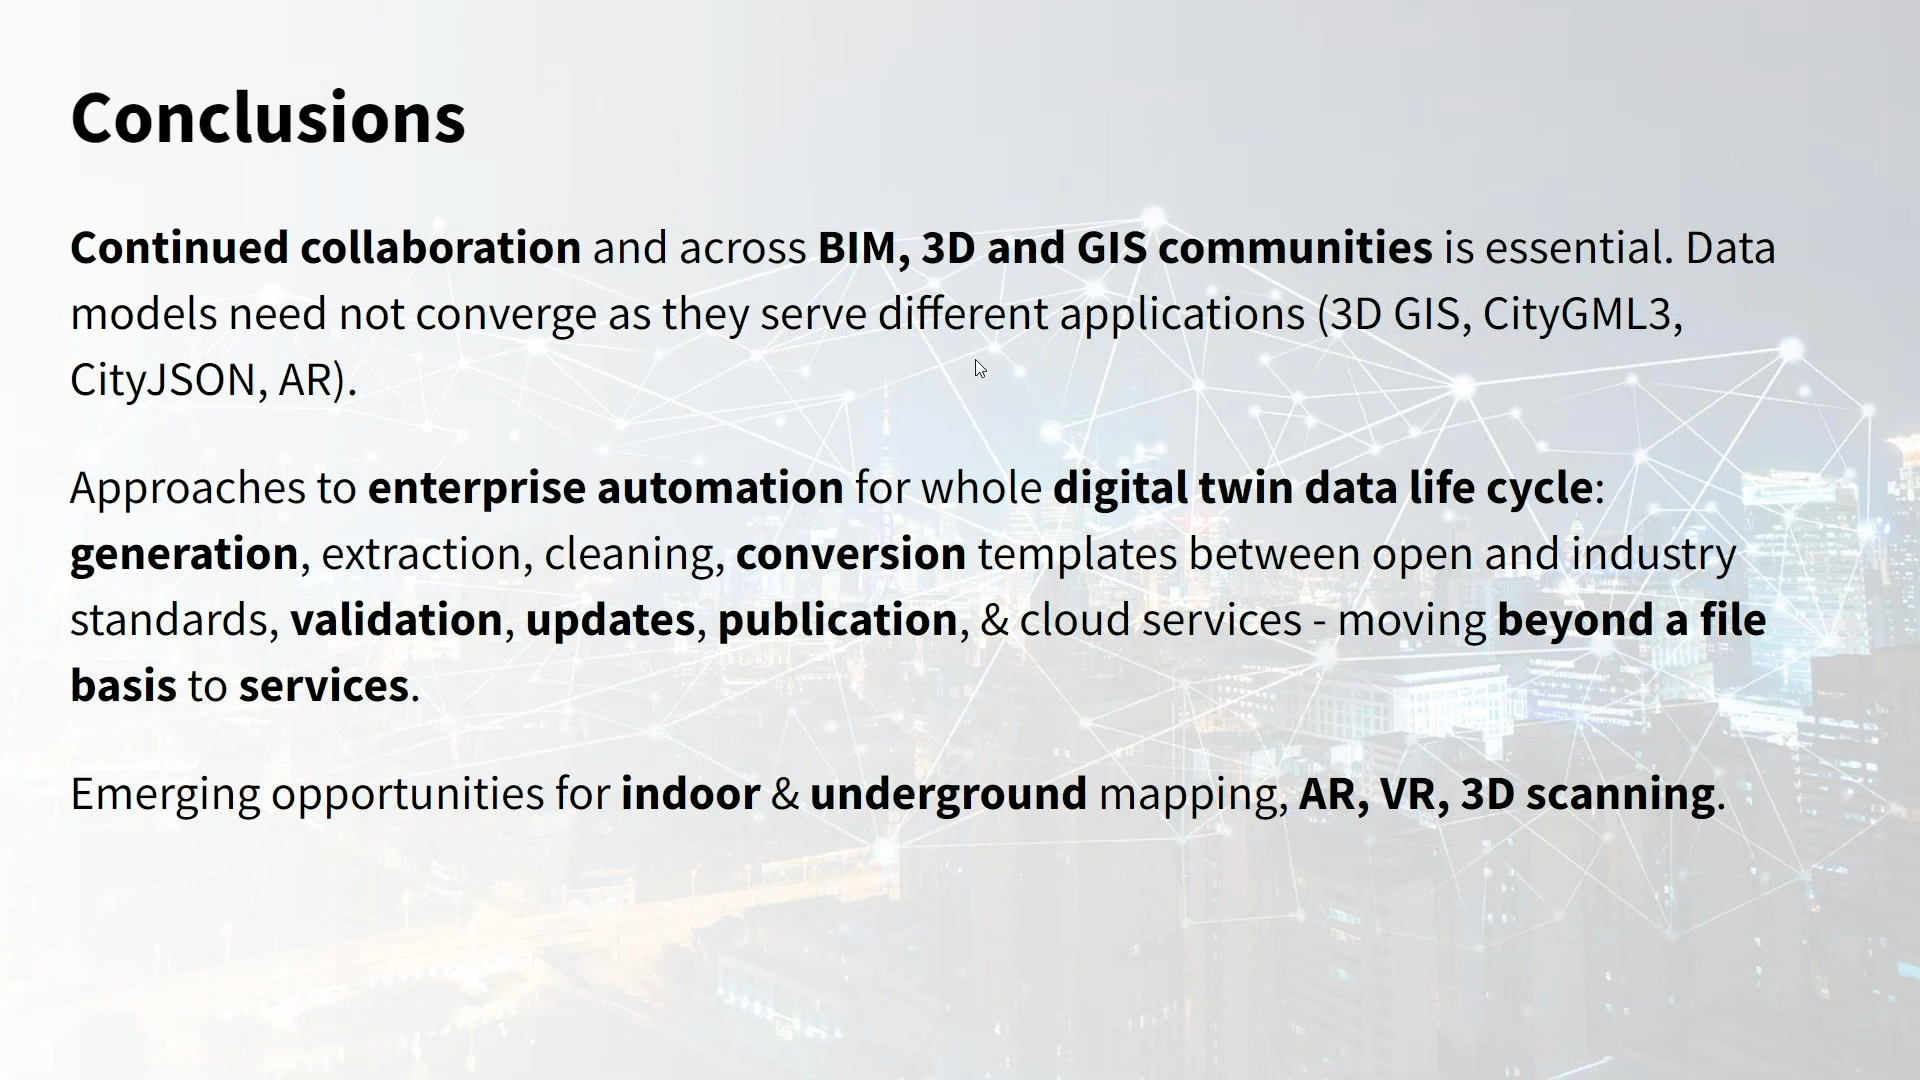 Conclusions
Continued collaboration and across BIM, 3D and GIS communities is essential. Data
models need not converge as they serve different applications (3D GIS, CityGML3,
CityJSON, AR).
Approaches to enterprise automation for whole digital twin data life cycle:
generation, extraction, cleaning, conversion templates between open and industry
standards, validation, updates, publication, & cloud services - moving beyond a file
basis to services.
Emerging opportunities for indoor & underground mapping, AR, VR, 3D scanning.